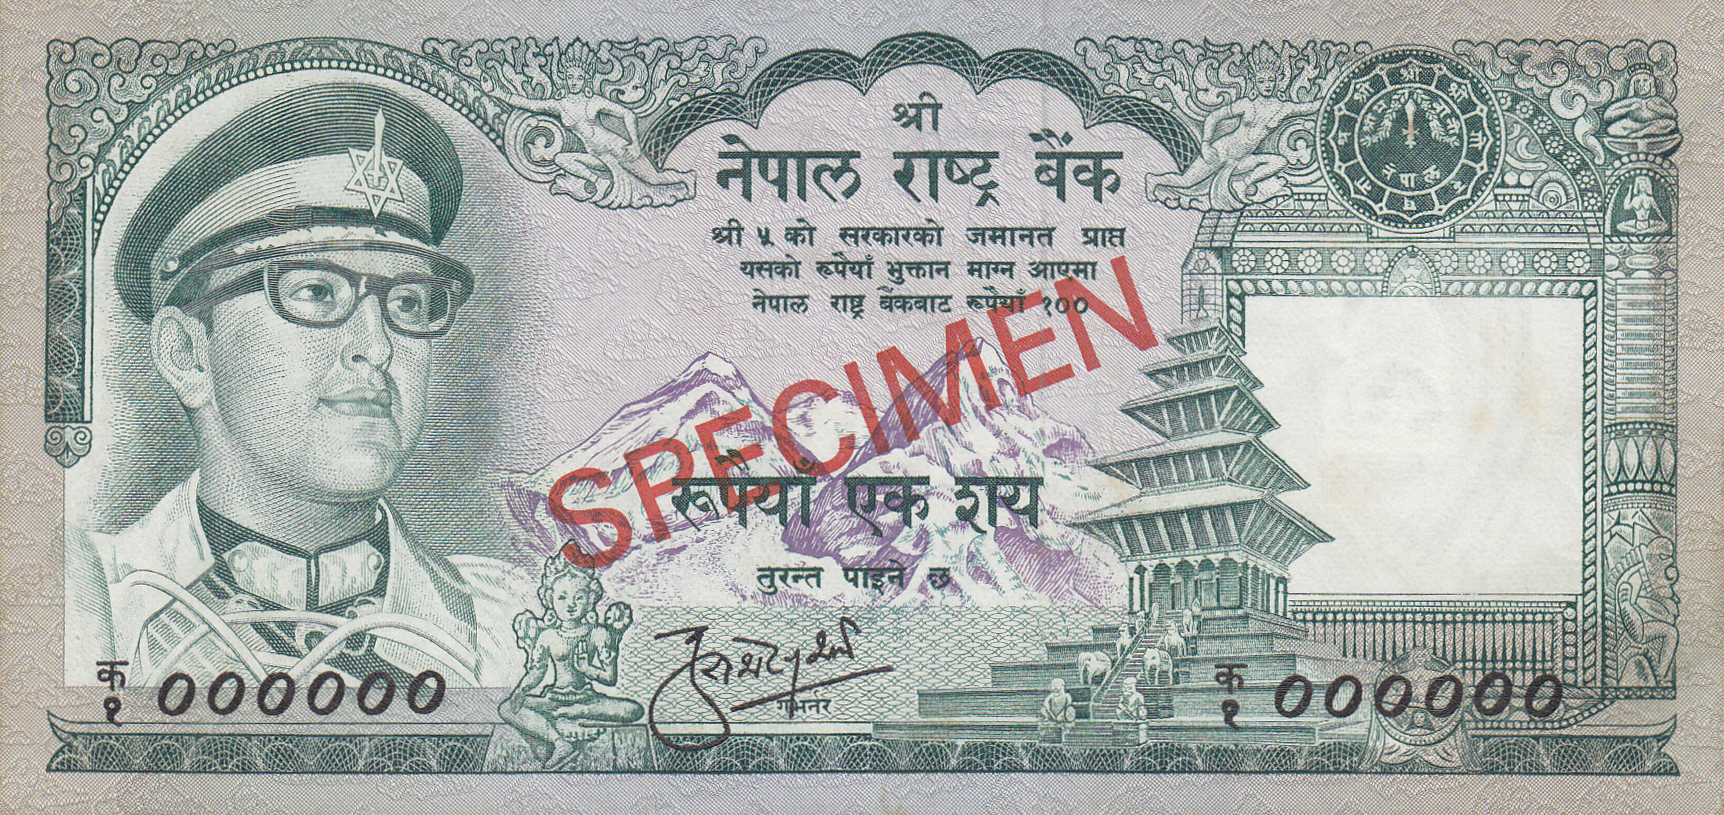 श्री
नेपाल राष्ट्र बैंक
श्री ५ को सरकारको जमानत प्राप्त
यसको रूपैयाँ भुक्तान माग्न आएमा
नेपाल राष्ट्र बैंकबाट रूपैयाँ १००
SPECIMEN
रूपैयाँ एक शय
तुरन्त पाइने छ
गभर्नर
क
१ 000000
क
१ 000000